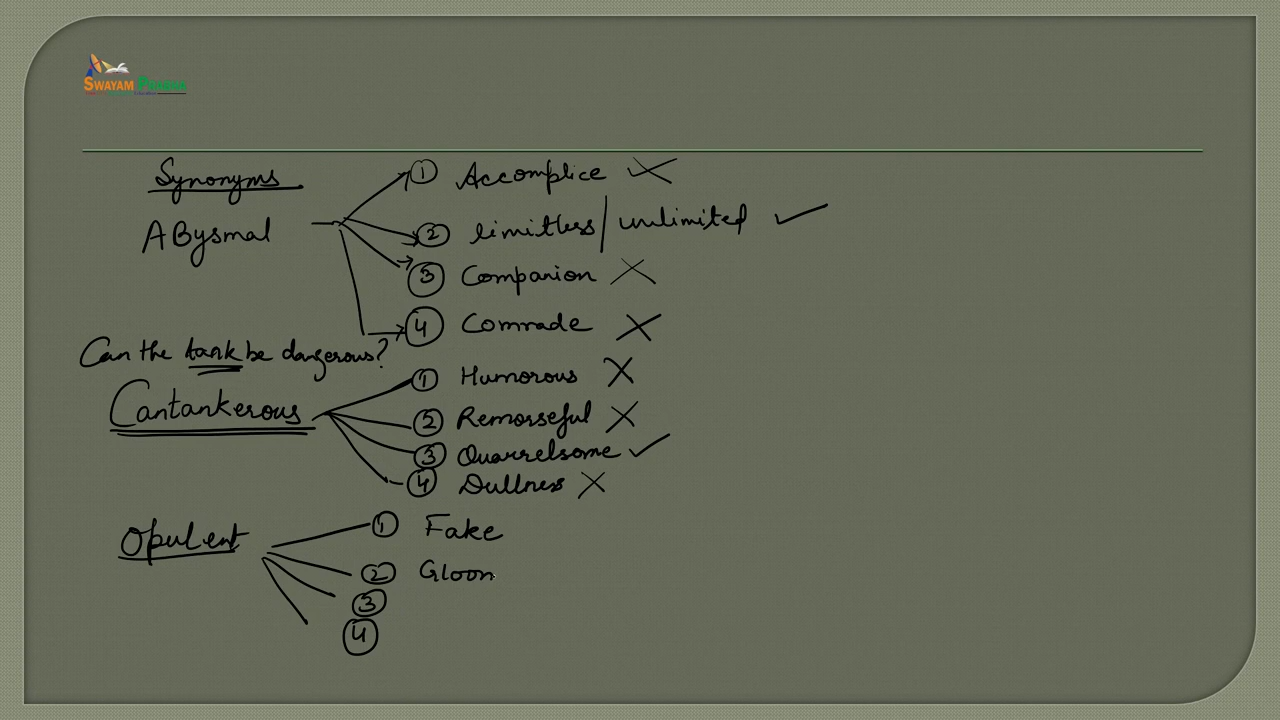 SWAYAM PRABHA
Synonyms
ABysmal
① Accomplice
② limitless/unlimited
③ Companion
④ Comrade
Can the tank be dangerous?
Cantankerous
① Humorous
② Remorseful
③ Quarrelsome
④ Dullness
Opulent
① Fake
② Gloom
③
④